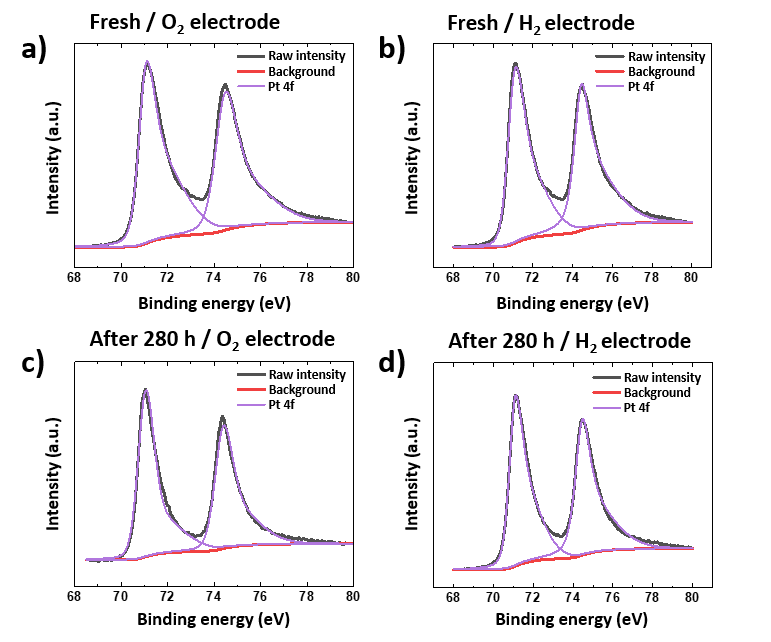 Fresh / O2 electrode
a)
Raw intensity
Background
Pt 4f
Intensity (a.u.)
68 70 72 74 76 78 80
Binding energy (eV)
Fresh / H2 electrode
b)
Raw intensity
Background
Pt 4f
Intensity (a.u.)
68 70 72 74 76 78 80
Binding energy (eV)
After 280 h / O2 electrode
c)
Raw intensity
Background
Pt 4f
Intensity (a.u.)
68 70 72 74 76 78 80
Binding energy (eV)
After 280 h / H2 electrode
d)
Raw intensity
Background
Pt 4f
Intensity (a.u.)
68 70 72 74 76 78 80
Binding energy (eV)